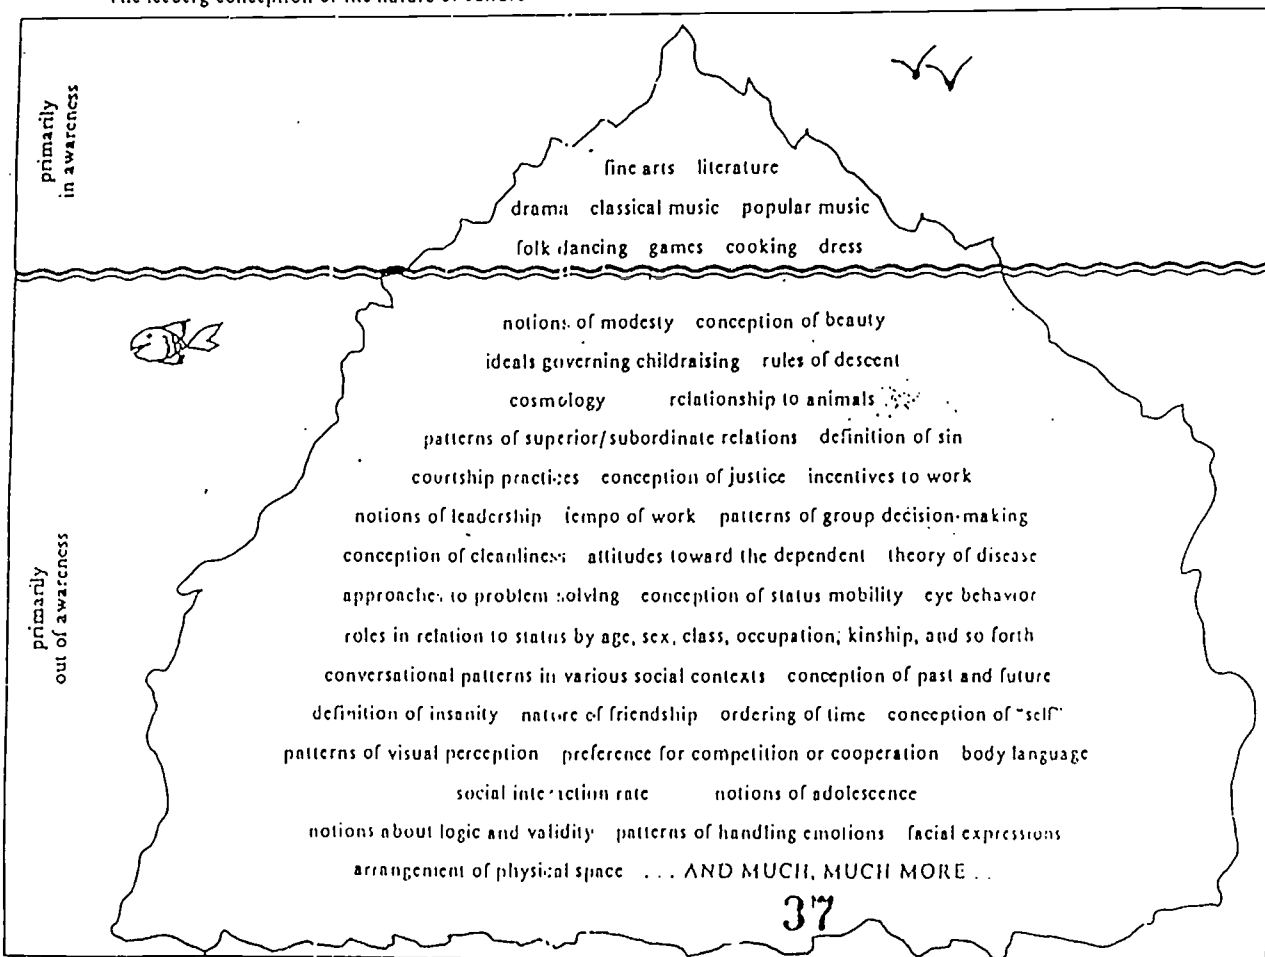 The iceberg conception of the nature of culture
primarily
in awareness
fine arts literature
drama classical music popular music
folk dancing games cooking dress
primarily
out of awareness
notions of modesty conception of beauty
ideals governing childraising rules of descent
cosmology relationship to animals
patterns of superior/subordinate relations definition of sin
courtship practices conception of justice incentives to work
notions of leadership tempo of work patterns of group decision-making
conception of cleanliness attitudes toward the dependent theory of disease
approaches to problem solving conception of status mobility eye behavior
roles in relation to status by age, sex, class, occupation, kinship, and so forth
conversational patterns in various social contexts conception of past and future
definition of insanity nature of friendship ordering of time conception of "self"
patterns of visual perception preference for competition or cooperation body language
social interaction rate notions of adolescence
notions about logic and validity patterns of handling emotions facial expressions
arrangement of physical space ... AND MUCH, MUCH MORE ..
37